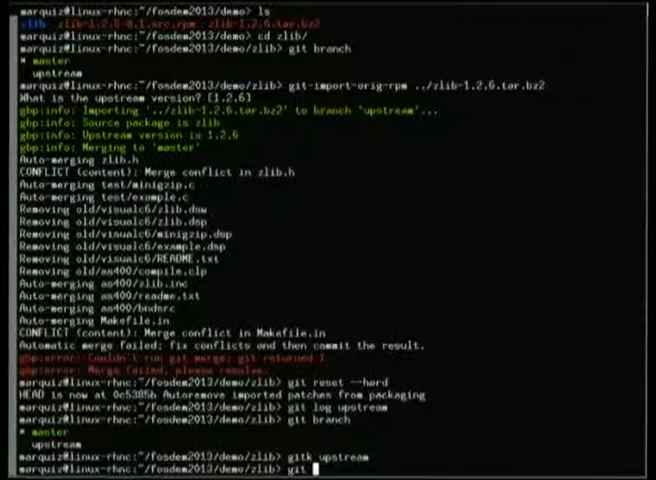 marquiz@linux-rhnc:~/fosdem2013/demo> ls
zlib  zlib-1.2.6-0.1.src.rpm  zlib-1.2.6.tar.bz2
marquiz@linux-rhnc:~/fosdem2013/demo> cd zlib/
marquiz@linux-rhnc:~/fosdem2013/demo/zlib> git branch
* master
  upstream
marquiz@linux-rhnc:~/fosdem2013/demo/zlib> git-import-orig-rpm ../zlib-1.2.6.tar.bz2
What is the upstream version? [1.2.6]
gbp:info: Importing '../zlib-1.2.6.tar.bz2' to branch 'upstream'...
gbp:info: Source package is zlib
gbp:info: Upstream version is 1.2.6
gbp:info: Merging to 'master'
Auto-merging zlib.h
CONFLICT (content): Merge conflict in zlib.h
Auto-merging test/minigzip.c
Auto-merging test/example.c
Removing old/visualc6/zlib.dsw
Removing old/visualc6/zlib.dsp
Removing old/visualc6/minigzip.dsp
Removing old/visualc6/example.dsp
Removing old/visualc6/README.txt
Removing old/as400/compile.clp
Auto-merging as400/zlib.inc
Auto-merging as400/readme.txt
Auto-merging as400/bndsrc
Auto-merging Makefile.in
CONFLICT (content): Merge conflict in Makefile.in
Automatic merge failed; fix conflicts and then commit the result.
gbp:error: Couldn't run git merge: git returned 1
gbp:error: Merge failed, please resolve.
marquiz@linux-rhnc:~/fosdem2013/demo/zlib> git reset --hard
HEAD is now at 0c5385b Autoremove imported patches from packaging
marquiz@linux-rhnc:~/fosdem2013/demo/zlib> git log upstream
marquiz@linux-rhnc:~/fosdem2013/demo/zlib> git branch
* master
  upstream
marquiz@linux-rhnc:~/fosdem2013/demo/zlib> gitk upstream
marquiz@linux-rhnc:~/fosdem2013/demo/zlib> git